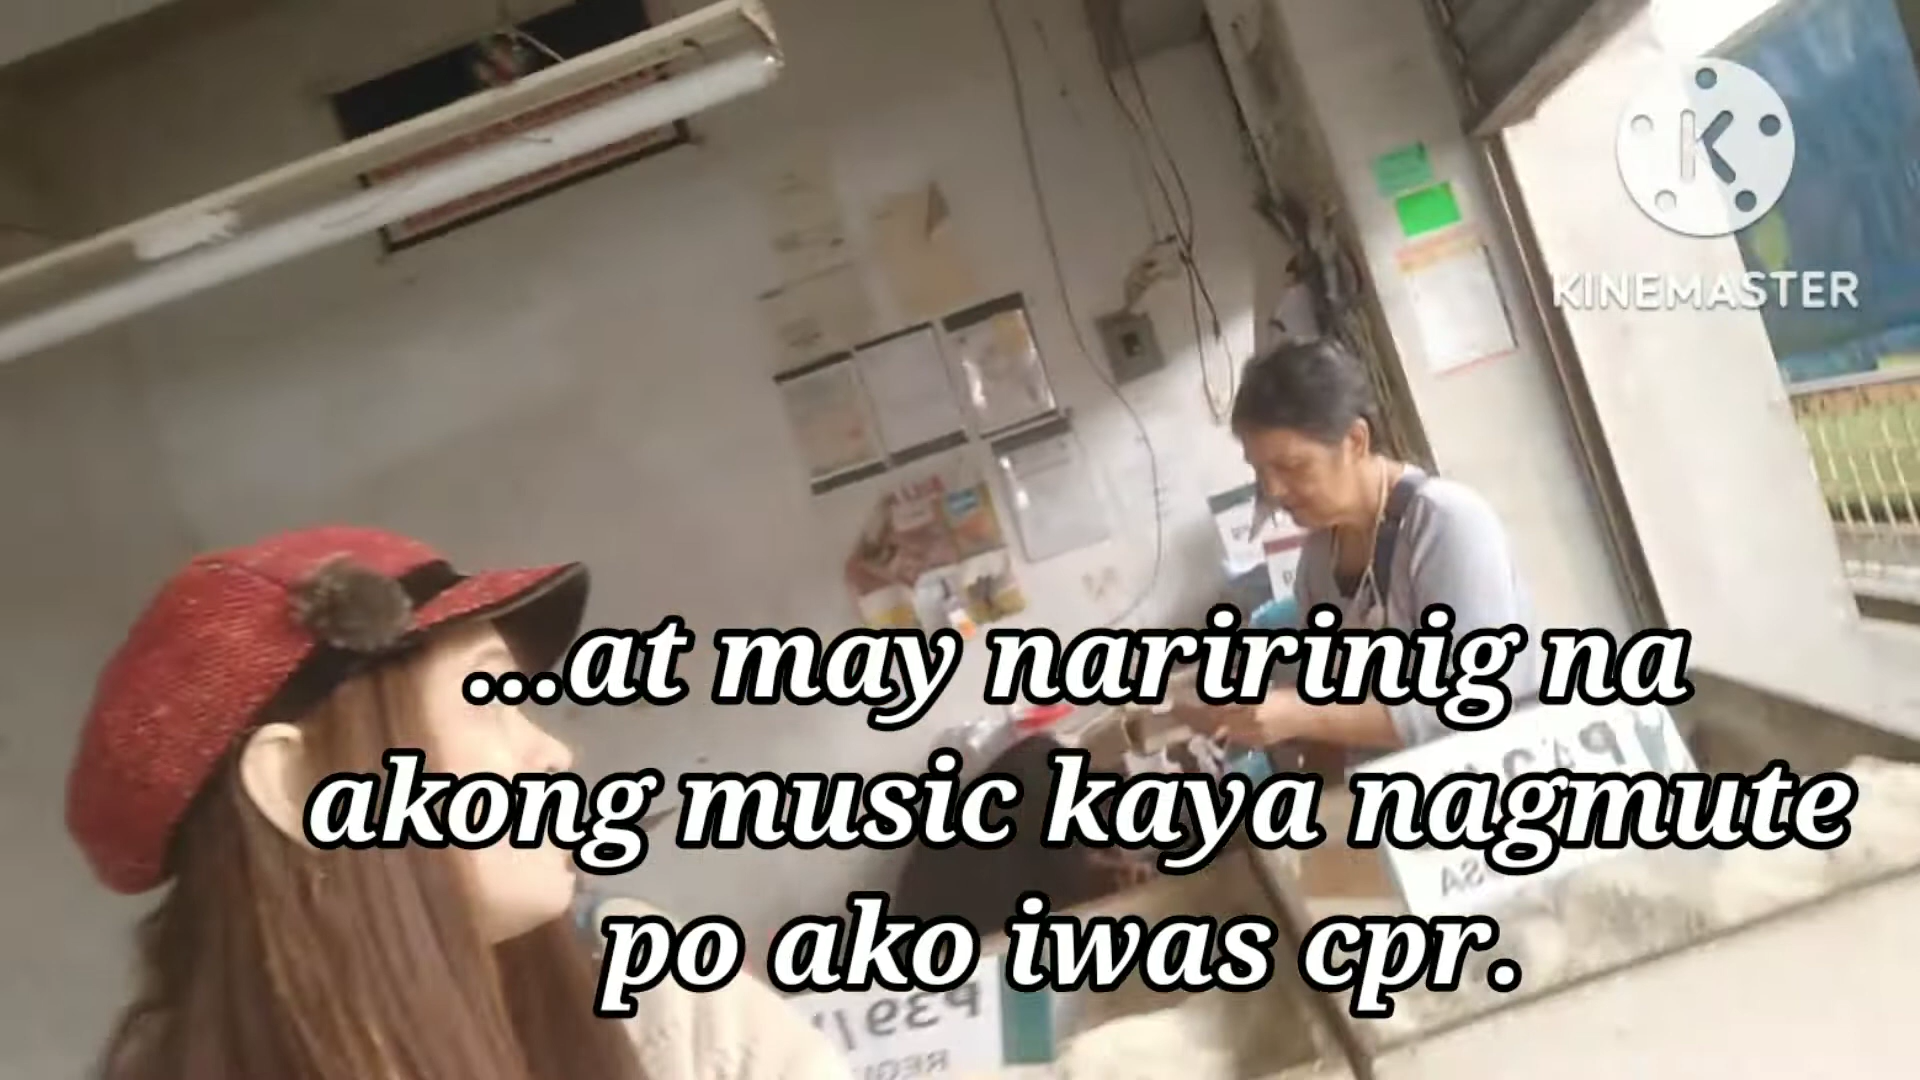 KINEMASTER
...at may naririnig na
akong music kaya nagmute
po ako iwas cpr.